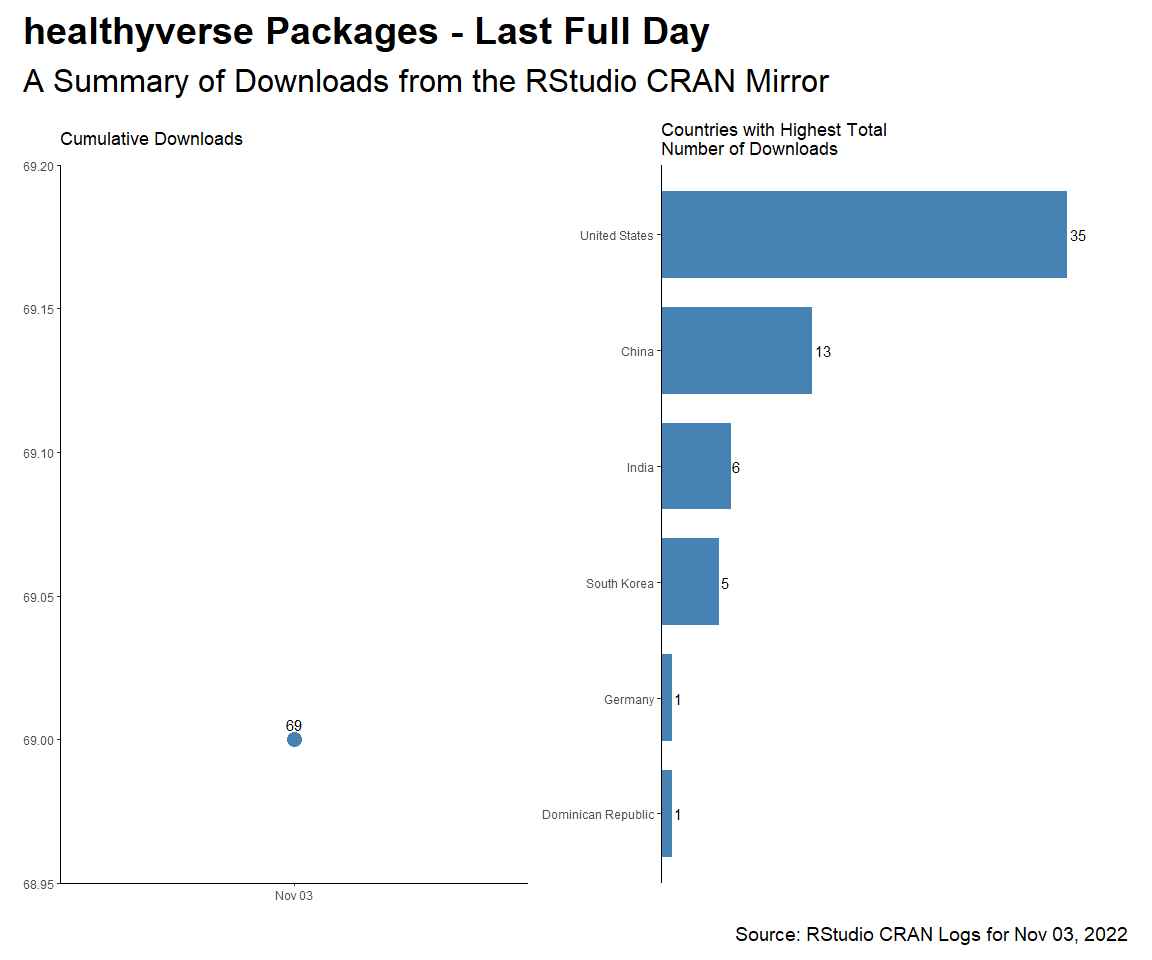 healthyverse Packages - Last Full Day
A Summary of Downloads from the RStudio CRAN Mirror
Cumulative Downloads
69.20
69.15
69.10
69.05
69.00
68.95
69
Nov 03
Countries with Highest Total
Number of Downloads
United States
35
China
13
India
6
South Korea
5
Germany
1
Dominican Republic
1
Source: RStudio CRAN Logs for Nov 03, 2022